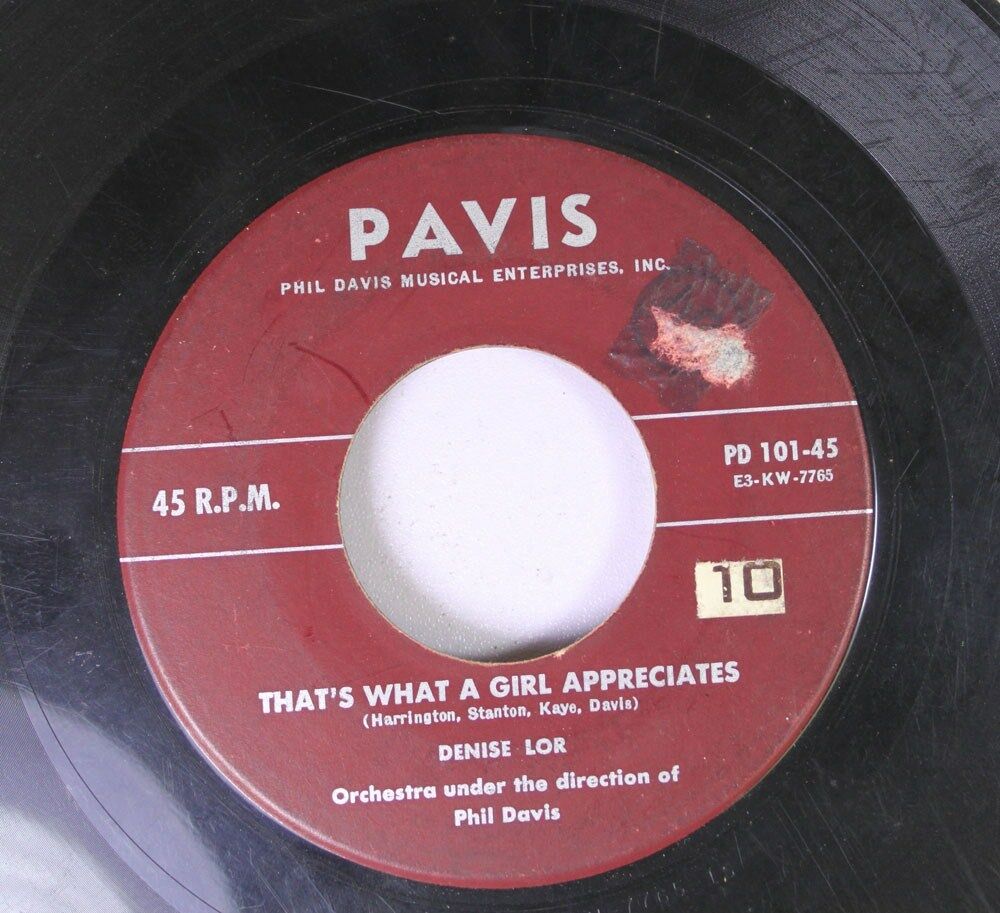 PAVIS
PHIL DAVIS MUSICAL ENTERPRISES, INC.
PD 101-45
E3-KW-7765
45 R.P.M.
10
THAT'S WHAT A GIRL APPRECIATES
(Harrington, Stanton, Kaye, Davis)
DENISE LOR
Orchestra under the direction of
Phil Davis